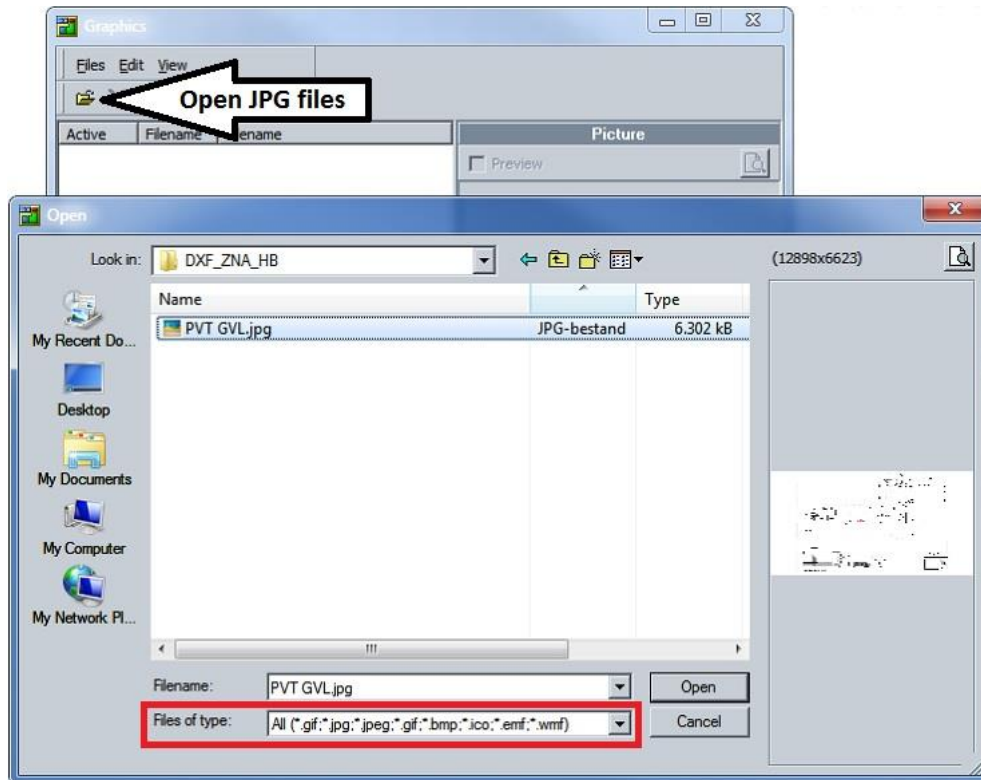 Graphics
Files Edit View
Open JPG files
Active Filename
Picture
Preview
Open
Look in: DXF_ZNA_HB
(12898x6623)
Name Type
PVT GVL.jpg JPG-bestand 6.302 kB
My Recent Do...
Desktop
My Documents
My Computer
My Network Pl...
Filename: PVT GVL.jpg Open
Files of type: All (*.gif;*.jpg;*.jpeg;*.gif;*.bmp;*.ico;*.emf;*.wmf) Cancel